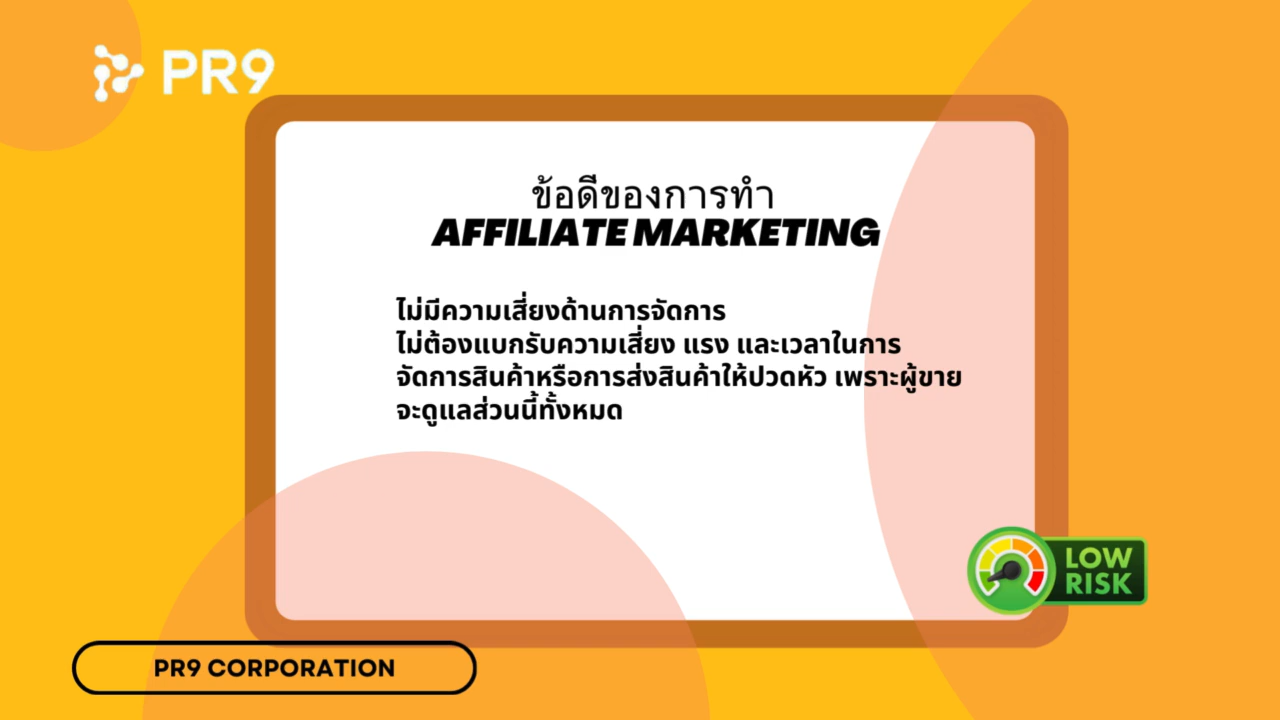 PR9
ข้อดีของการทำ
AFFILIATE MARKETING
ไม่มีความเสี่ยงด้านการจัดการ
ไม่ต้องแบกรับความเสี่ยง แรง และเวลาในการ
จัดการสินค้าหรือการส่งสินค้าให้ปวดหัว เพราะผู้ขาย
จะดูแลส่วนนี้ทั้งหมด
LOW
RISK
PR9 CORPORATION